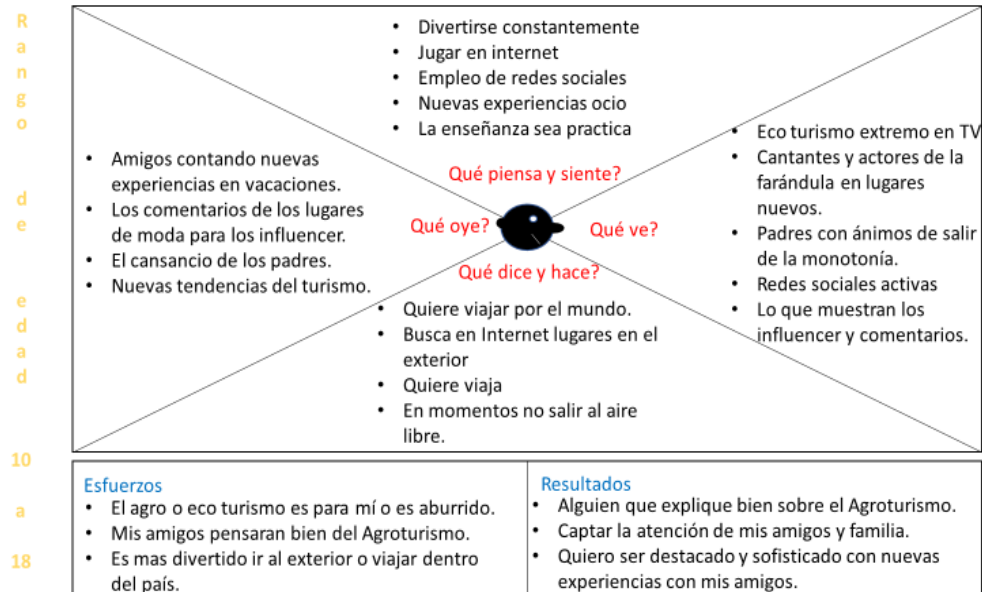 Rango de edad 10 a 18
• Divertirse constantemente
• Jugar en internet
• Empleo de redes sociales
• Nuevas experiencias ocio
• La enseñanza sea practica
Qué piensa y siente?
• Amigos contando nuevas
experiencias en vacaciones.
• Los comentarios de los lugares
de moda para los influencer.
• El cansancio de los padres.
• Nuevas tendencias del turismo.
Qué oye?
Qué ve?
• Eco turismo extremo en TV
• Cantantes y actores de la
farándula en lugares
nuevos.
• Padres con ánimos de salir
de la monotonía.
• Redes sociales activas
• Lo que muestran los
influencer y comentarios.
Qué dice y hace?
• Quiere viajar por el mundo.
• Busca en Internet lugares en el
exterior
• Quiere viaja
• En momentos no salir al aire
libre.
Esfuerzos
• El agro o eco turismo es para mí o es aburrido.
• Mis amigos pensaran bien del Agroturismo.
• Es mas divertido ir al exterior o viajar dentro
del país.
Resultados
• Alguien que explique bien sobre el Agroturismo.
• Captar la atención de mis amigos y familia.
• Quiero ser destacado y sofisticado con nuevas
experiencias con mis amigos.